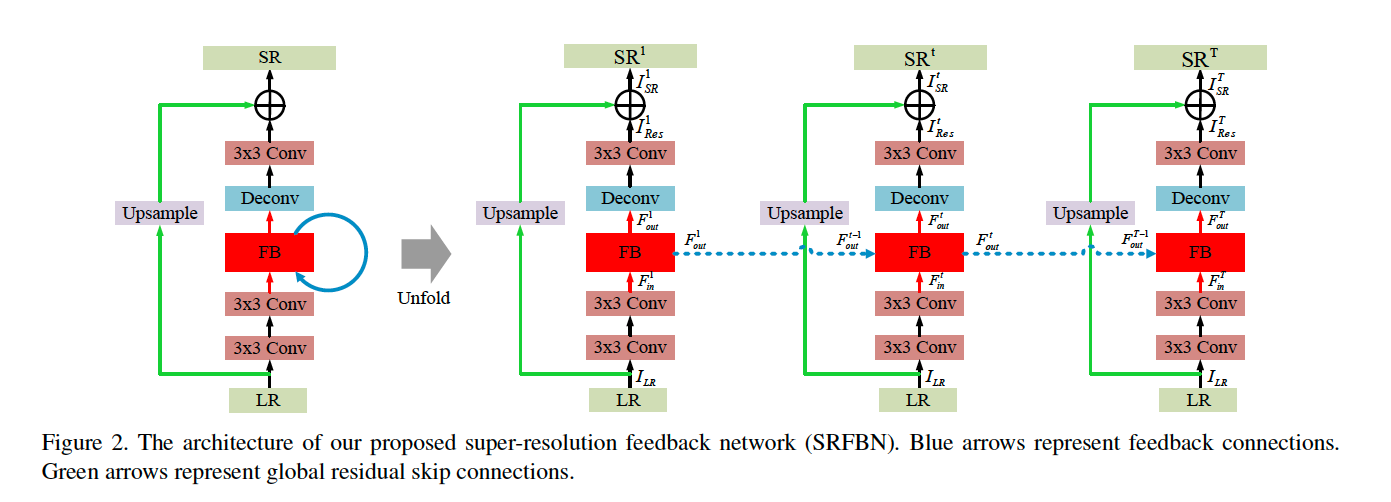 SR
SR^1
SR^t
SR^T
I_{SR}^1
I_{SR}^t
I_{SR}^T
I_{Res}^1
I_{Res}^t
I_{Res}^T
3x3 Conv
3x3 Conv
3x3 Conv
3x3 Conv
Deconv
Deconv
Deconv
Deconv
Upsample
Upsample
Upsample
Upsample
F_{out}^1
F_{out}^t
F_{out}^T
FB
FB
F_{out}^1
F_{out}^{t-1}
FB
F_{out}^t
F_{out}^{T-1}
FB
Unfold
F_{in}^1
F_{in}^t
F_{in}^T
3x3 Conv
3x3 Conv
3x3 Conv
3x3 Conv
3x3 Conv
3x3 Conv
3x3 Conv
3x3 Conv
I_{LR}
I_{LR}
I_{LR}
LR
LR
LR
LR
Figure 2. The architecture of our proposed super-resolution feedback network (SRFBN). Blue arrows represent feedback connections.
Green arrows represent global residual skip connections.